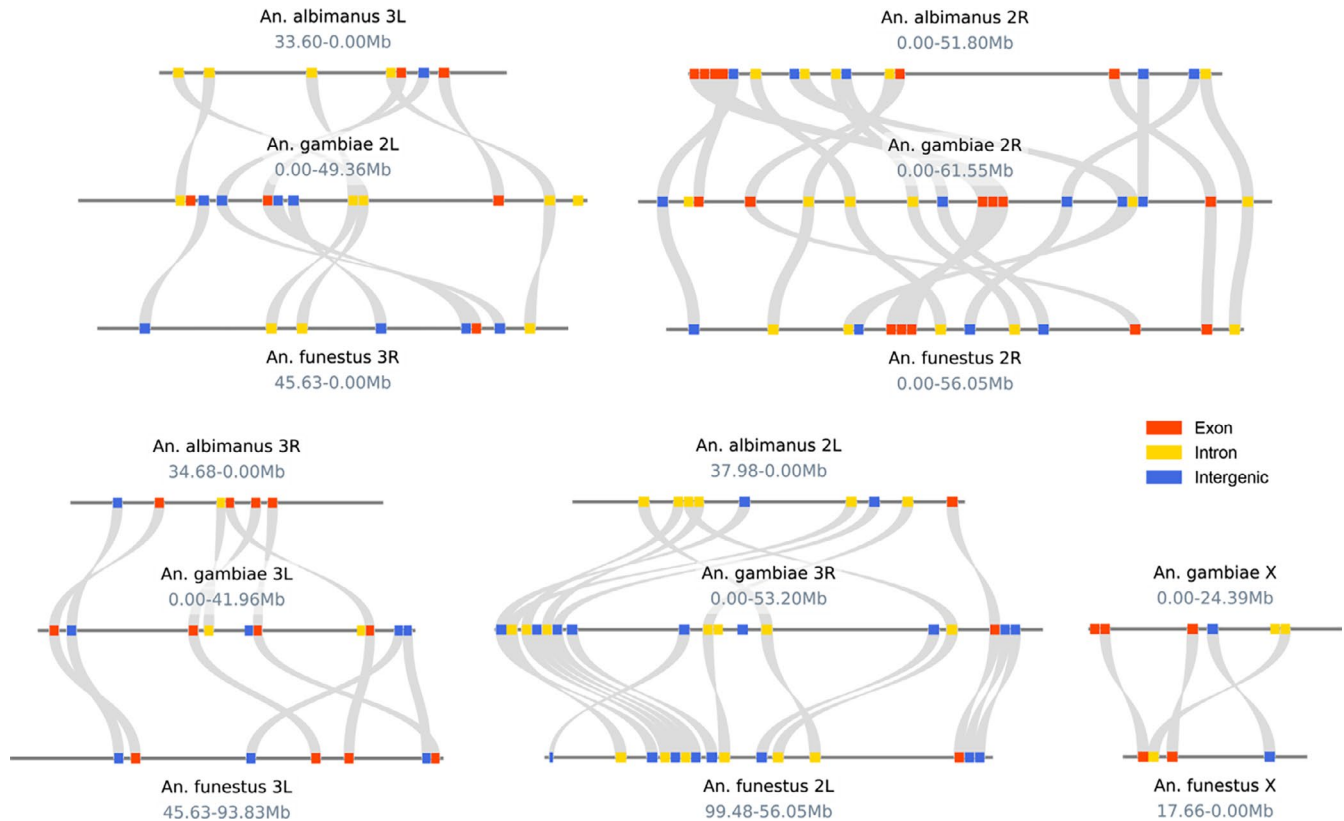 An. albimanus 3L
33.60-0.00Mb
An. gambiae 2L
0.00-49.36Mb
An. funestus 3R
45.63-0.00Mb
An. albimanus 2R
0.00-51.80Mb
An. gambiae 2R
0.00-61.55Mb
An. funestus 2R
0.00-56.05Mb
Exon
Intron
Intergenic
An. albimanus 3R
34.68-0.00Mb
An. gambiae 3L
0.00-41.96Mb
An. funestus 3L
45.63-93.83Mb
An. albimanus 2L
37.98-0.00Mb
An. gambiae 3R
0.00-53.20Mb
An. funestus 2L
99.48-56.05Mb
An. gambiae X
0.00-24.39Mb
An. funestus X
17.66-0.00Mb